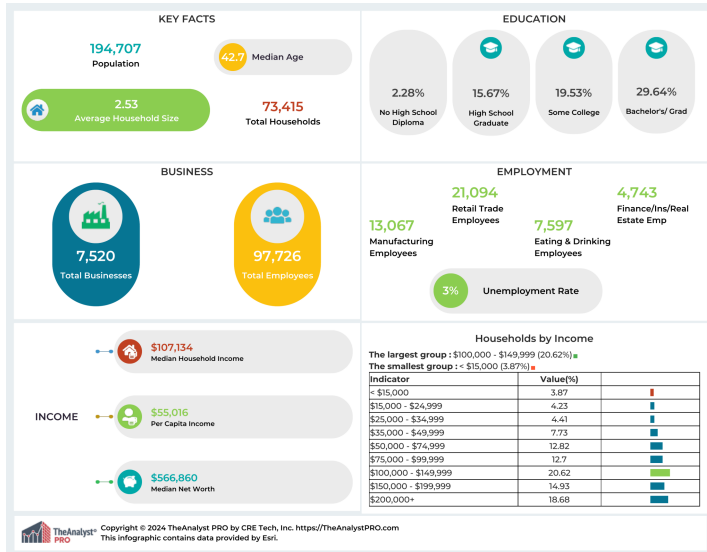 KEY FACTS
194,707
Population
42.7
Median Age
2.53
Average Household Size
73,415
Total Households
EDUCATION
2.28%
No High School
Diploma
15.67%
High School
Graduate
19.53%
Some College
29.64%
Bachelor's/ Grad
BUSINESS
7,520
Total Businesses
97,726
Total Employees
EMPLOYMENT
13,067
Manufacturing
Employees
21,094
Retail Trade
Employees
7,597
Eating & Drinking
Employees
4,743
Finance/Ins/Real
Estate Emp
3%
Unemployment Rate
INCOME
$107,134
Median Household Income
$55,016
Per Capita Income
$566,860
Median Net Worth
Households by Income
The largest group : $100,000 - $149,999 (20.62%)
The smallest group : < $15,000 (3.87%)
Indicator Value(%)
< $15,000 3.87
$15,000 - $24,999 4.23
$25,000 - $34,999 4.41
$35,000 - $49,999 7.73
$50,000 - $74,999 12.82
$75,000 - $99,999 12.7
$100,000 - $149,999 20.62
$150,000 - $199,999 14.93
$200,000+ 18.68
TheAnalyst®
PRO
Copyright © 2024 TheAnalyst PRO by CRE Tech, Inc. https://TheAnalystPRO.com
This infographic contains data provided by Esri.